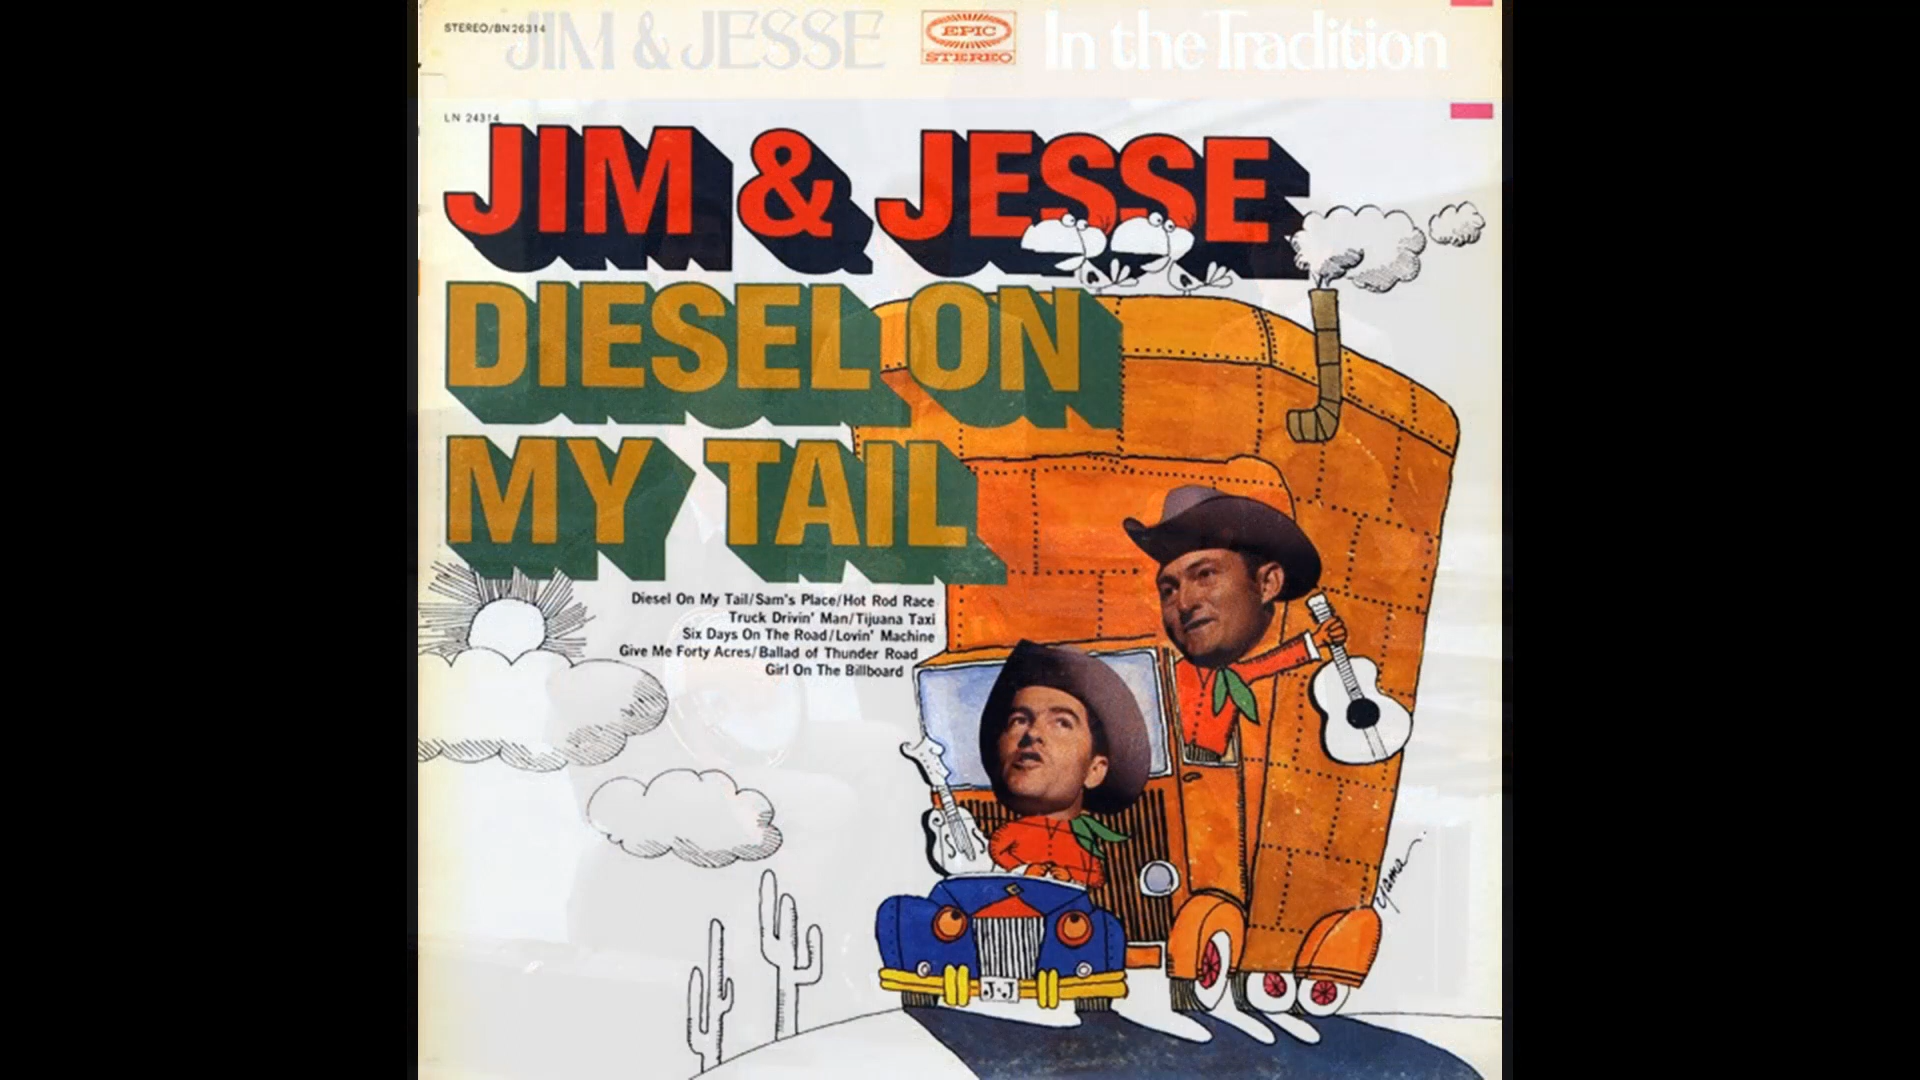 STEREO/BN 26314
JIM & JESSE
EPIC
STEREO
In the Tradition
LN 24314
JIM & JESSE
DIESEL ON
MY TAIL
Diesel On My Tail/Sam's Place/Hot Rod Race
Truck Drivin' Man/Tijuana Taxi
Six Days On The Road/Lovin' Machine
Give Me Forty Acres/Ballad of Thunder Road
Girl On The Billboard
J·J